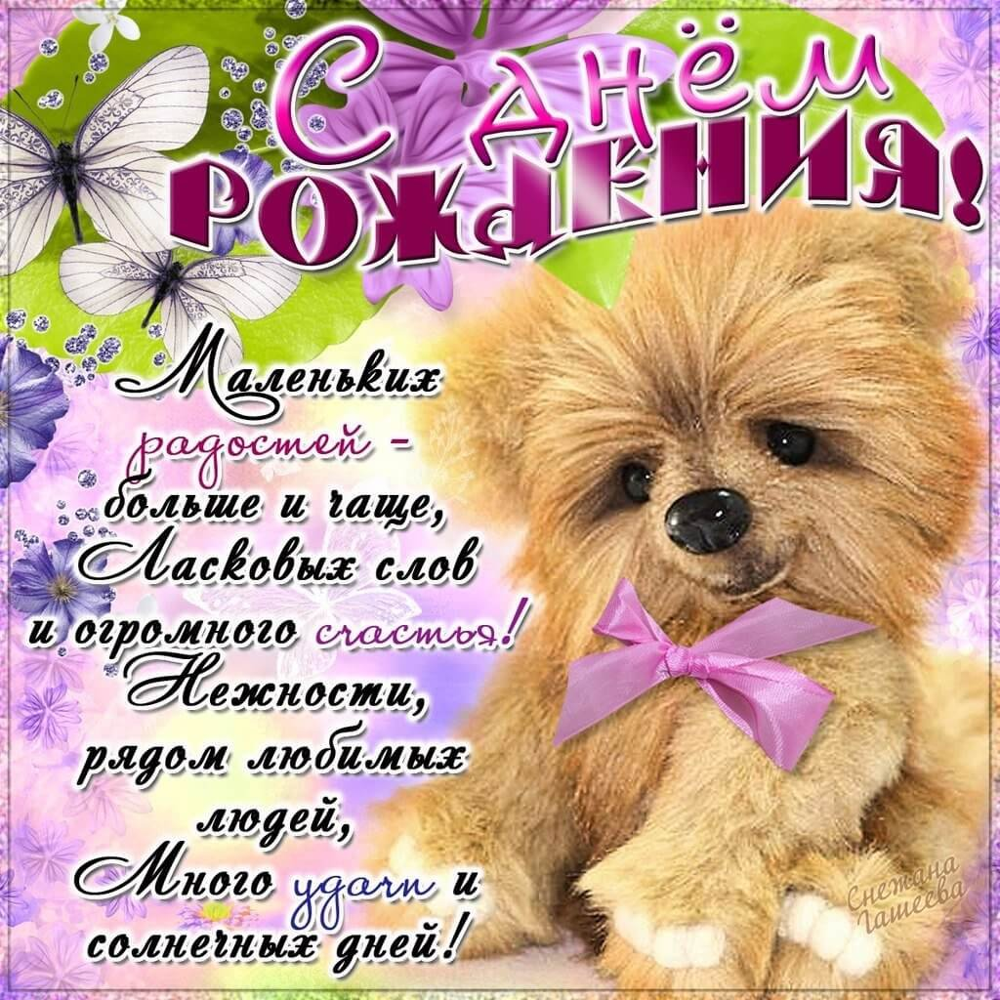 С днём
РОЖДЕНИЯ!
Маленьких
радостей -
больше и чаще,
Ласковых слов
и огромного счастья!
Нежности,
рядом любимых
людей,
Много удачи и
солнечных дней!
Снежана
Гатеева